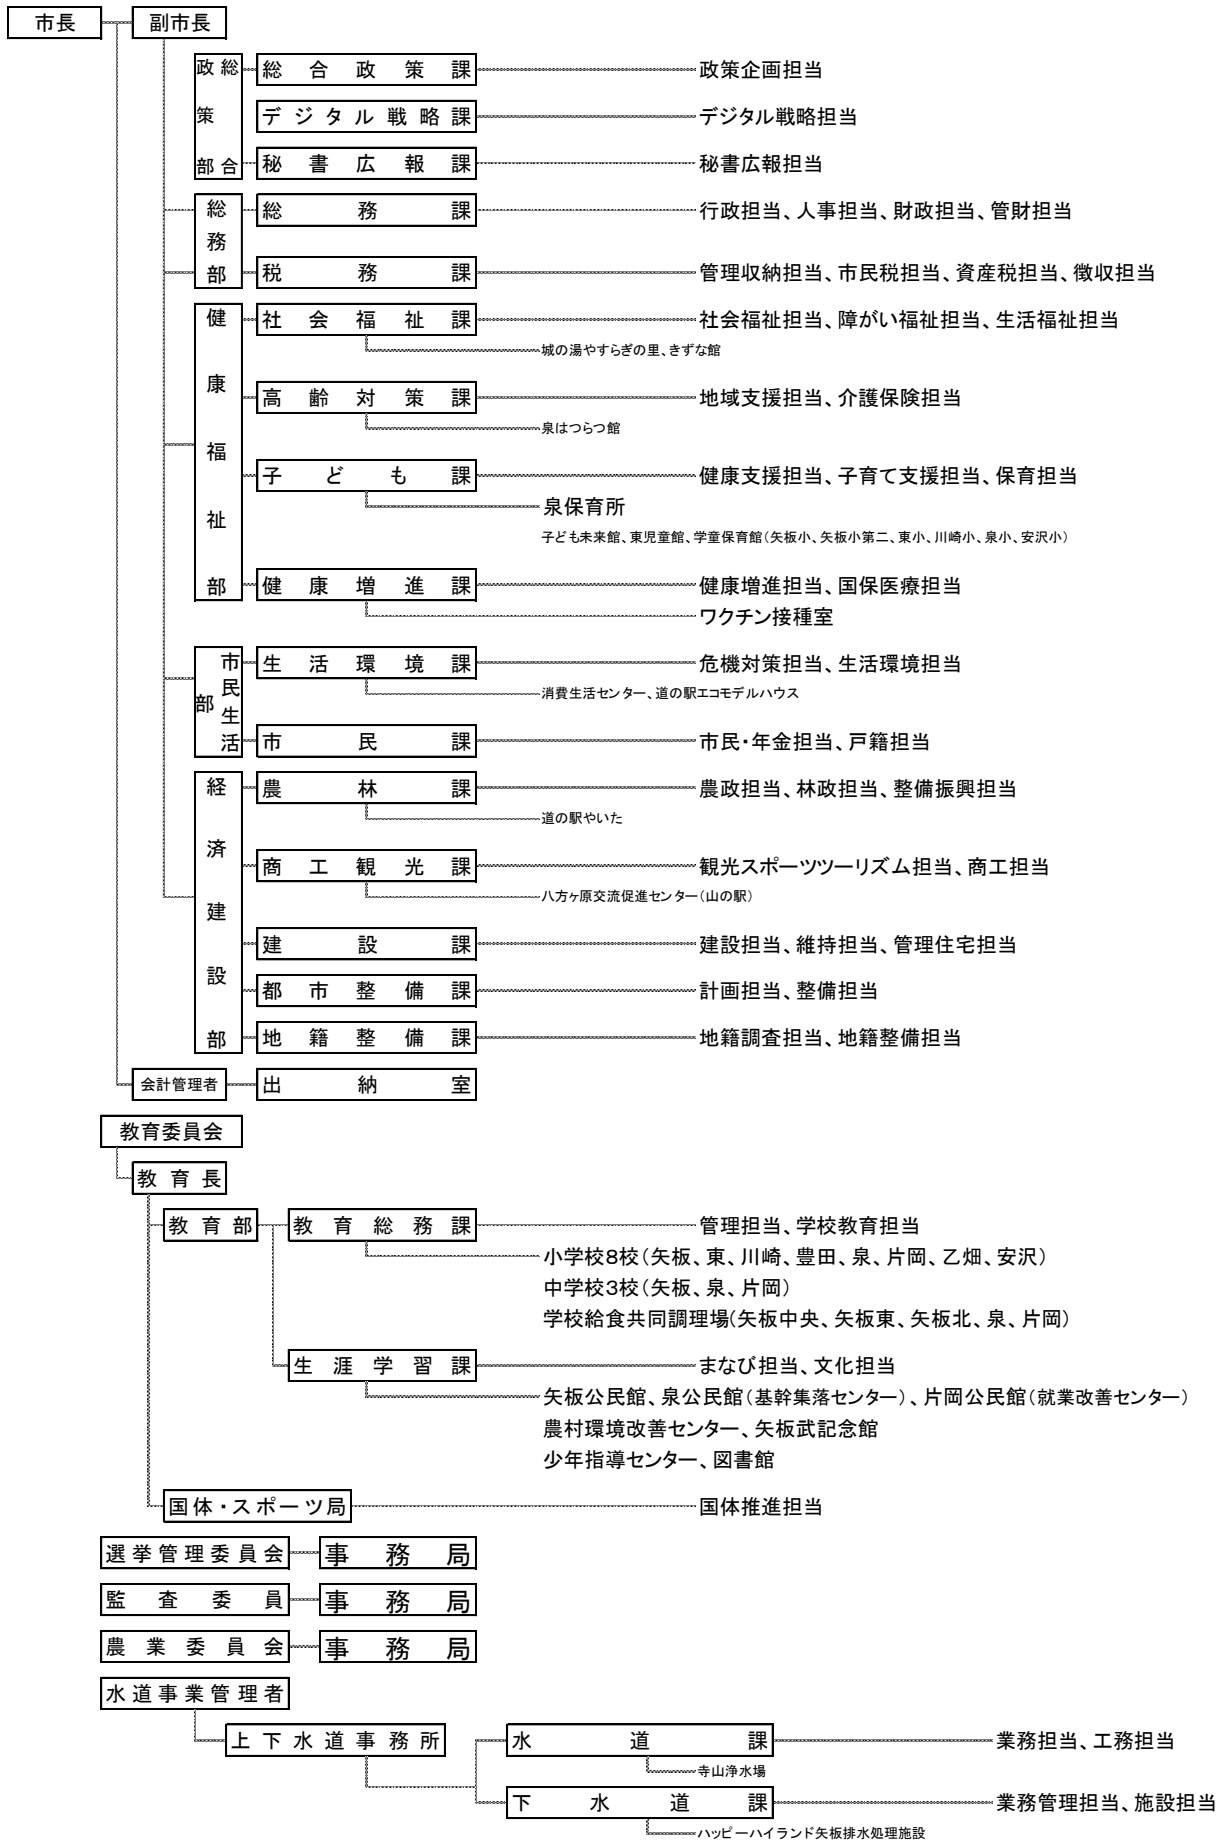 市長 副市長
総合政策部 総合政策課 政策企画担当
デジタル戦略課 デジタル戦略担当
秘書広報課 秘書広報担当
総務部 総務課 行政担当、人事担当、財政担当、管財担当
税務課 管理収納担当、市民税担当、資産税担当、徴収担当
健康福祉部 社会福祉課 社会福祉担当、障がい福祉担当、生活福祉担当
城の湯やすらぎの里、きずな館
高齢対策課 地域支援担当、介護保険担当
泉はつらつ館
子ども課 健康支援担当、子育て支援担当、保育担当
泉保育所
子ども未来館、東児童館、学童保育館(矢板小、矢板小第二、東小、川崎小、泉小、安沢小)
健康増進課 健康増進担当、国保医療担当
ワクチン接種室
市民生活部 生活環境課 危機対策担当、生活環境担当
消費生活センター、道の駅エコモデルハウス
市民課 市民・年金担当、戸籍担当
経済建設部 農林課 農政担当、林政担当、整備振興担当
道の駅やいた
商工観光課 観光スポーツツーリズム担当、商工担当
八方ヶ原交流促進センター(山の駅)
建設課 建設担当、維持担当、管理住宅担当
都市整備課 計画担当、整備担当
地籍整備課 地籍調査担当、地籍整備担当
会計管理者 出納室
教育委員会
教育長
教育部 教育総務課 管理担当、学校教育担当
小学校8校(矢板、東、川崎、豊田、泉、片岡、乙畑、安沢)
中学校3校(矢板、泉、片岡)
学校給食共同調理場(矢板中央、矢板東、矢板北、泉、片岡)
生涯学習課 まなび担当、文化担当
矢板公民館、泉公民館(基幹集落センター)、片岡公民館(就業改善センター)
農村環境改善センター、矢板武記念館
少年指導センター、図書館
国体・スポーツ局 国体推進担当
選挙管理委員会 事務局
監査委員 事務局
農業委員会 事務局
水道事業管理者
上下水道事務所 水道課 業務担当、工務担当
寺山浄水場
下水道課 業務管理担当、施設担当
ハッピーハイランド矢板排水処理施設